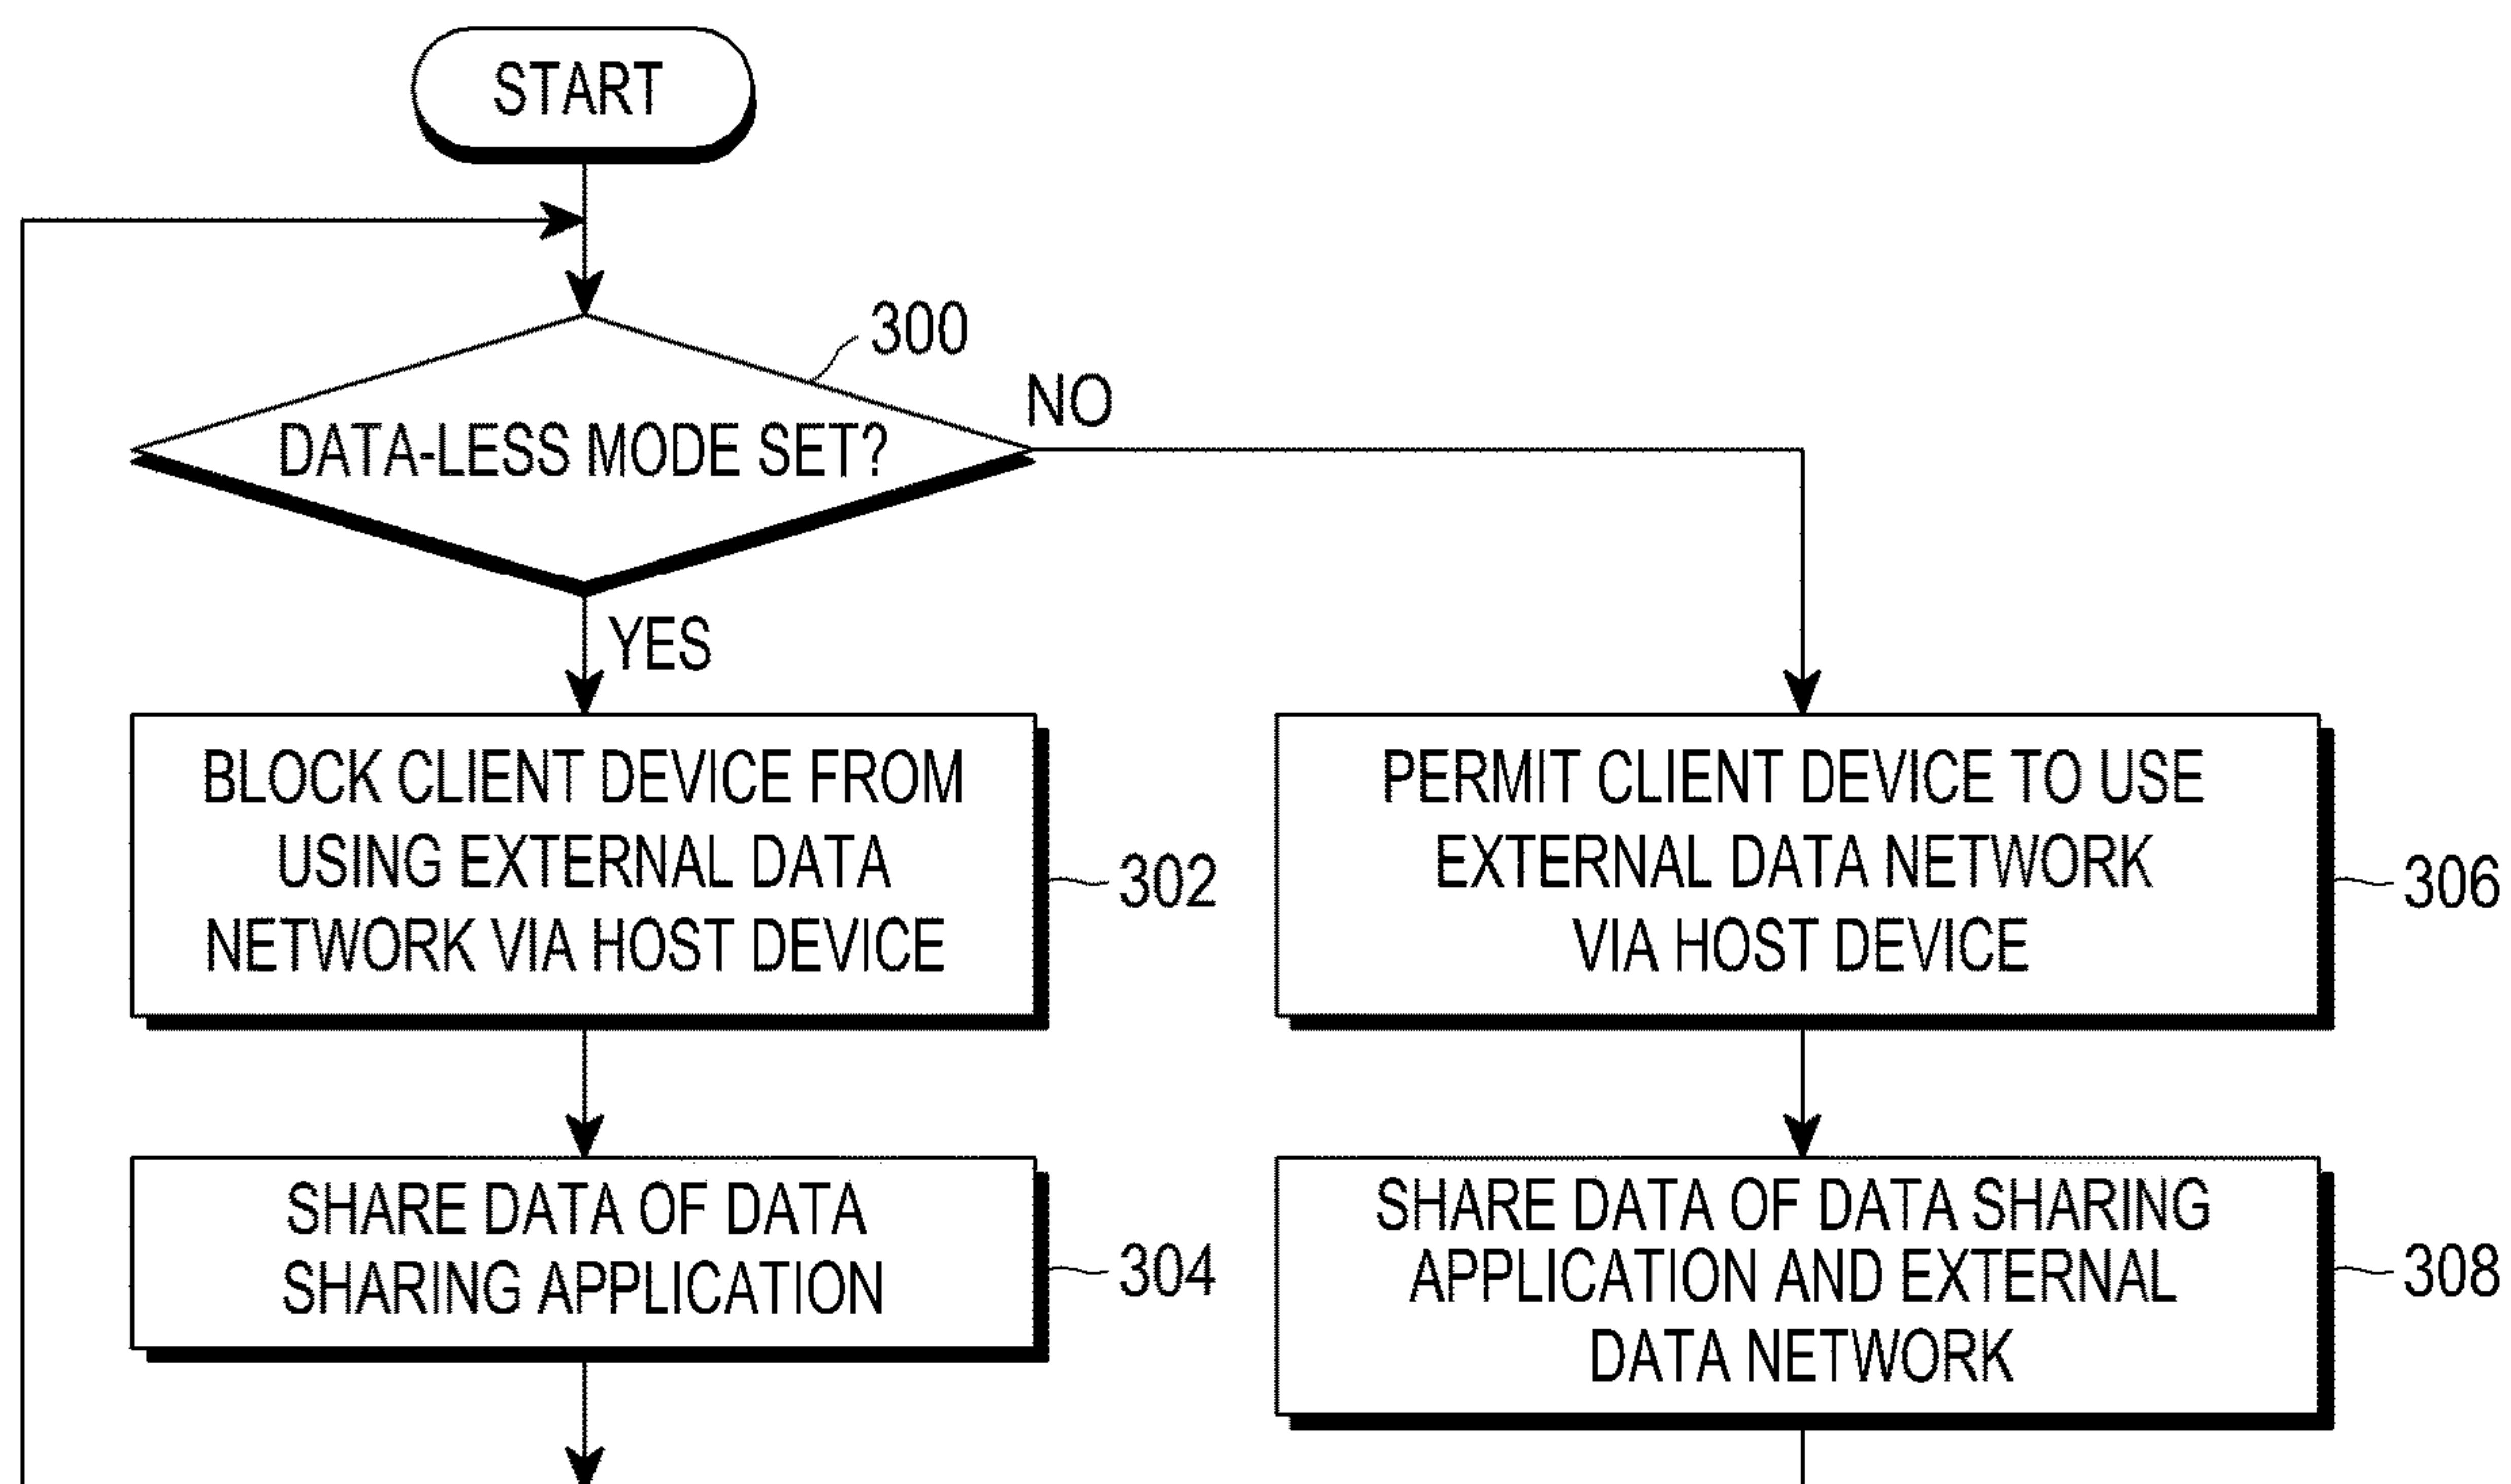 START
300
NO
DATA-LESS MODE SET?
YES
BLOCK CLIENT DEVICE FROM
USING EXTERNAL DATA
NETWORK VIA HOST DEVICE
302
PERMIT CLIENT DEVICE TO USE
EXTERNAL DATA NETWORK
VIA HOST DEVICE
306
SHARE DATA OF DATA
SHARING APPLICATION
304
SHARE DATA OF DATA SHARING
APPLICATION AND EXTERNAL
DATA NETWORK
308